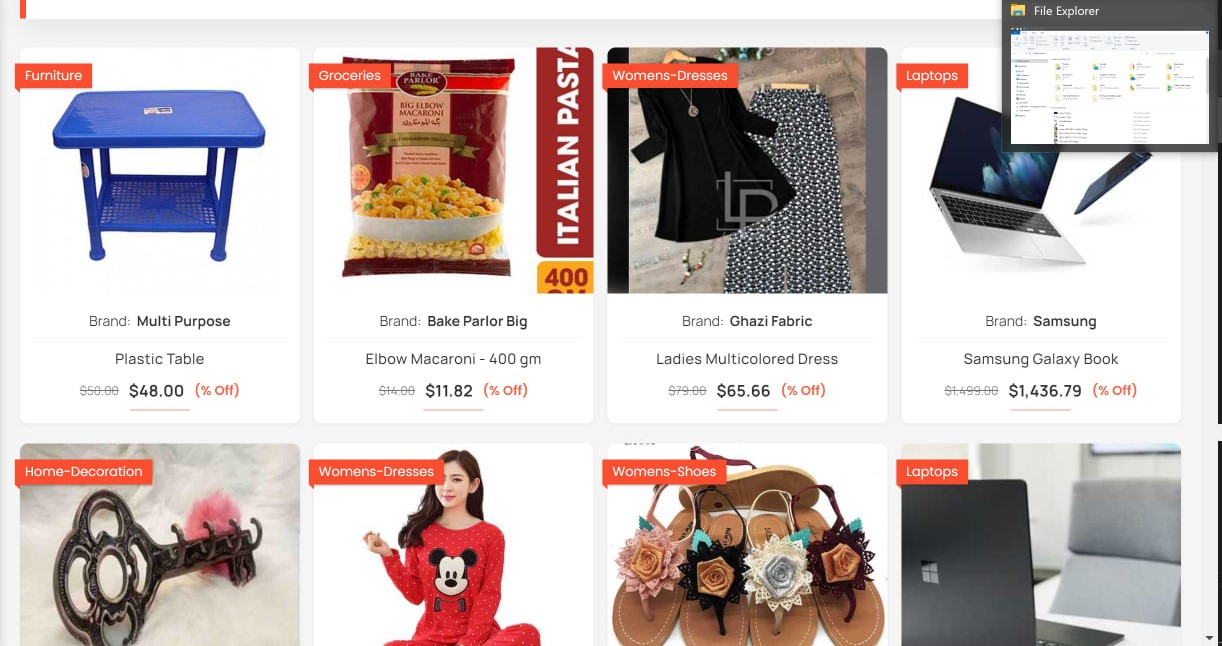 File Explorer
Furniture
Groceries
Womens-Dresses
Laptops
BAKE
PARLOR
BIG ELBOW
MACARONI
ITALIAN PASTA
400
GM
LP
Brand: Multi Purpose
Brand: Bake Parlor Big
Brand: Ghazi Fabric
Brand: Samsung
Plastic Table
Elbow Macaroni - 400 gm
Ladies Multicolored Dress
Samsung Galaxy Book
$50.00 $48.00 (% Off)
$14.00 $11.82 (% Off)
$79.00 $65.66 (% Off)
$1,499.00 $1,436.79 (% Off)
Home-Decoration
Womens-Dresses
Womens-Shoes
Laptops